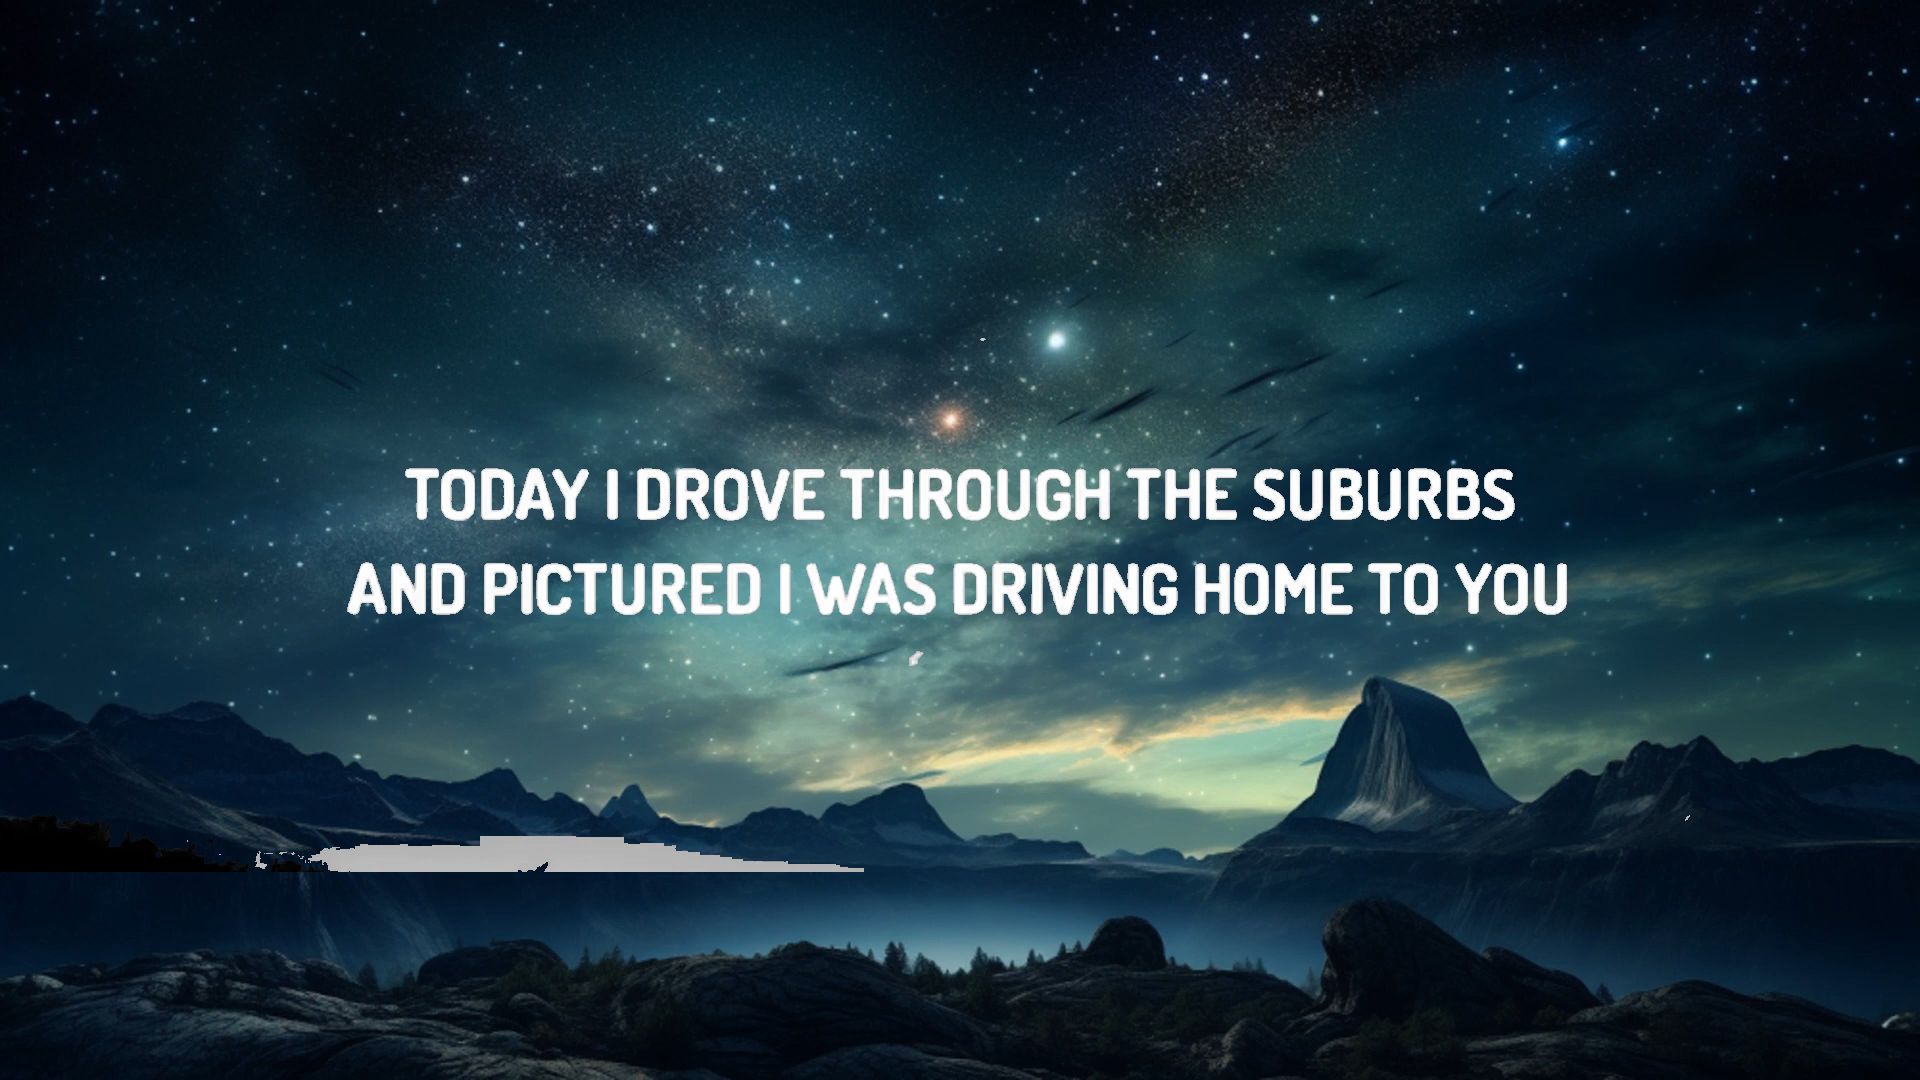 TODAY I DROVE THROUGH THE SUBURBS
AND PICTURED I WAS DRIVING HOME TO YOU